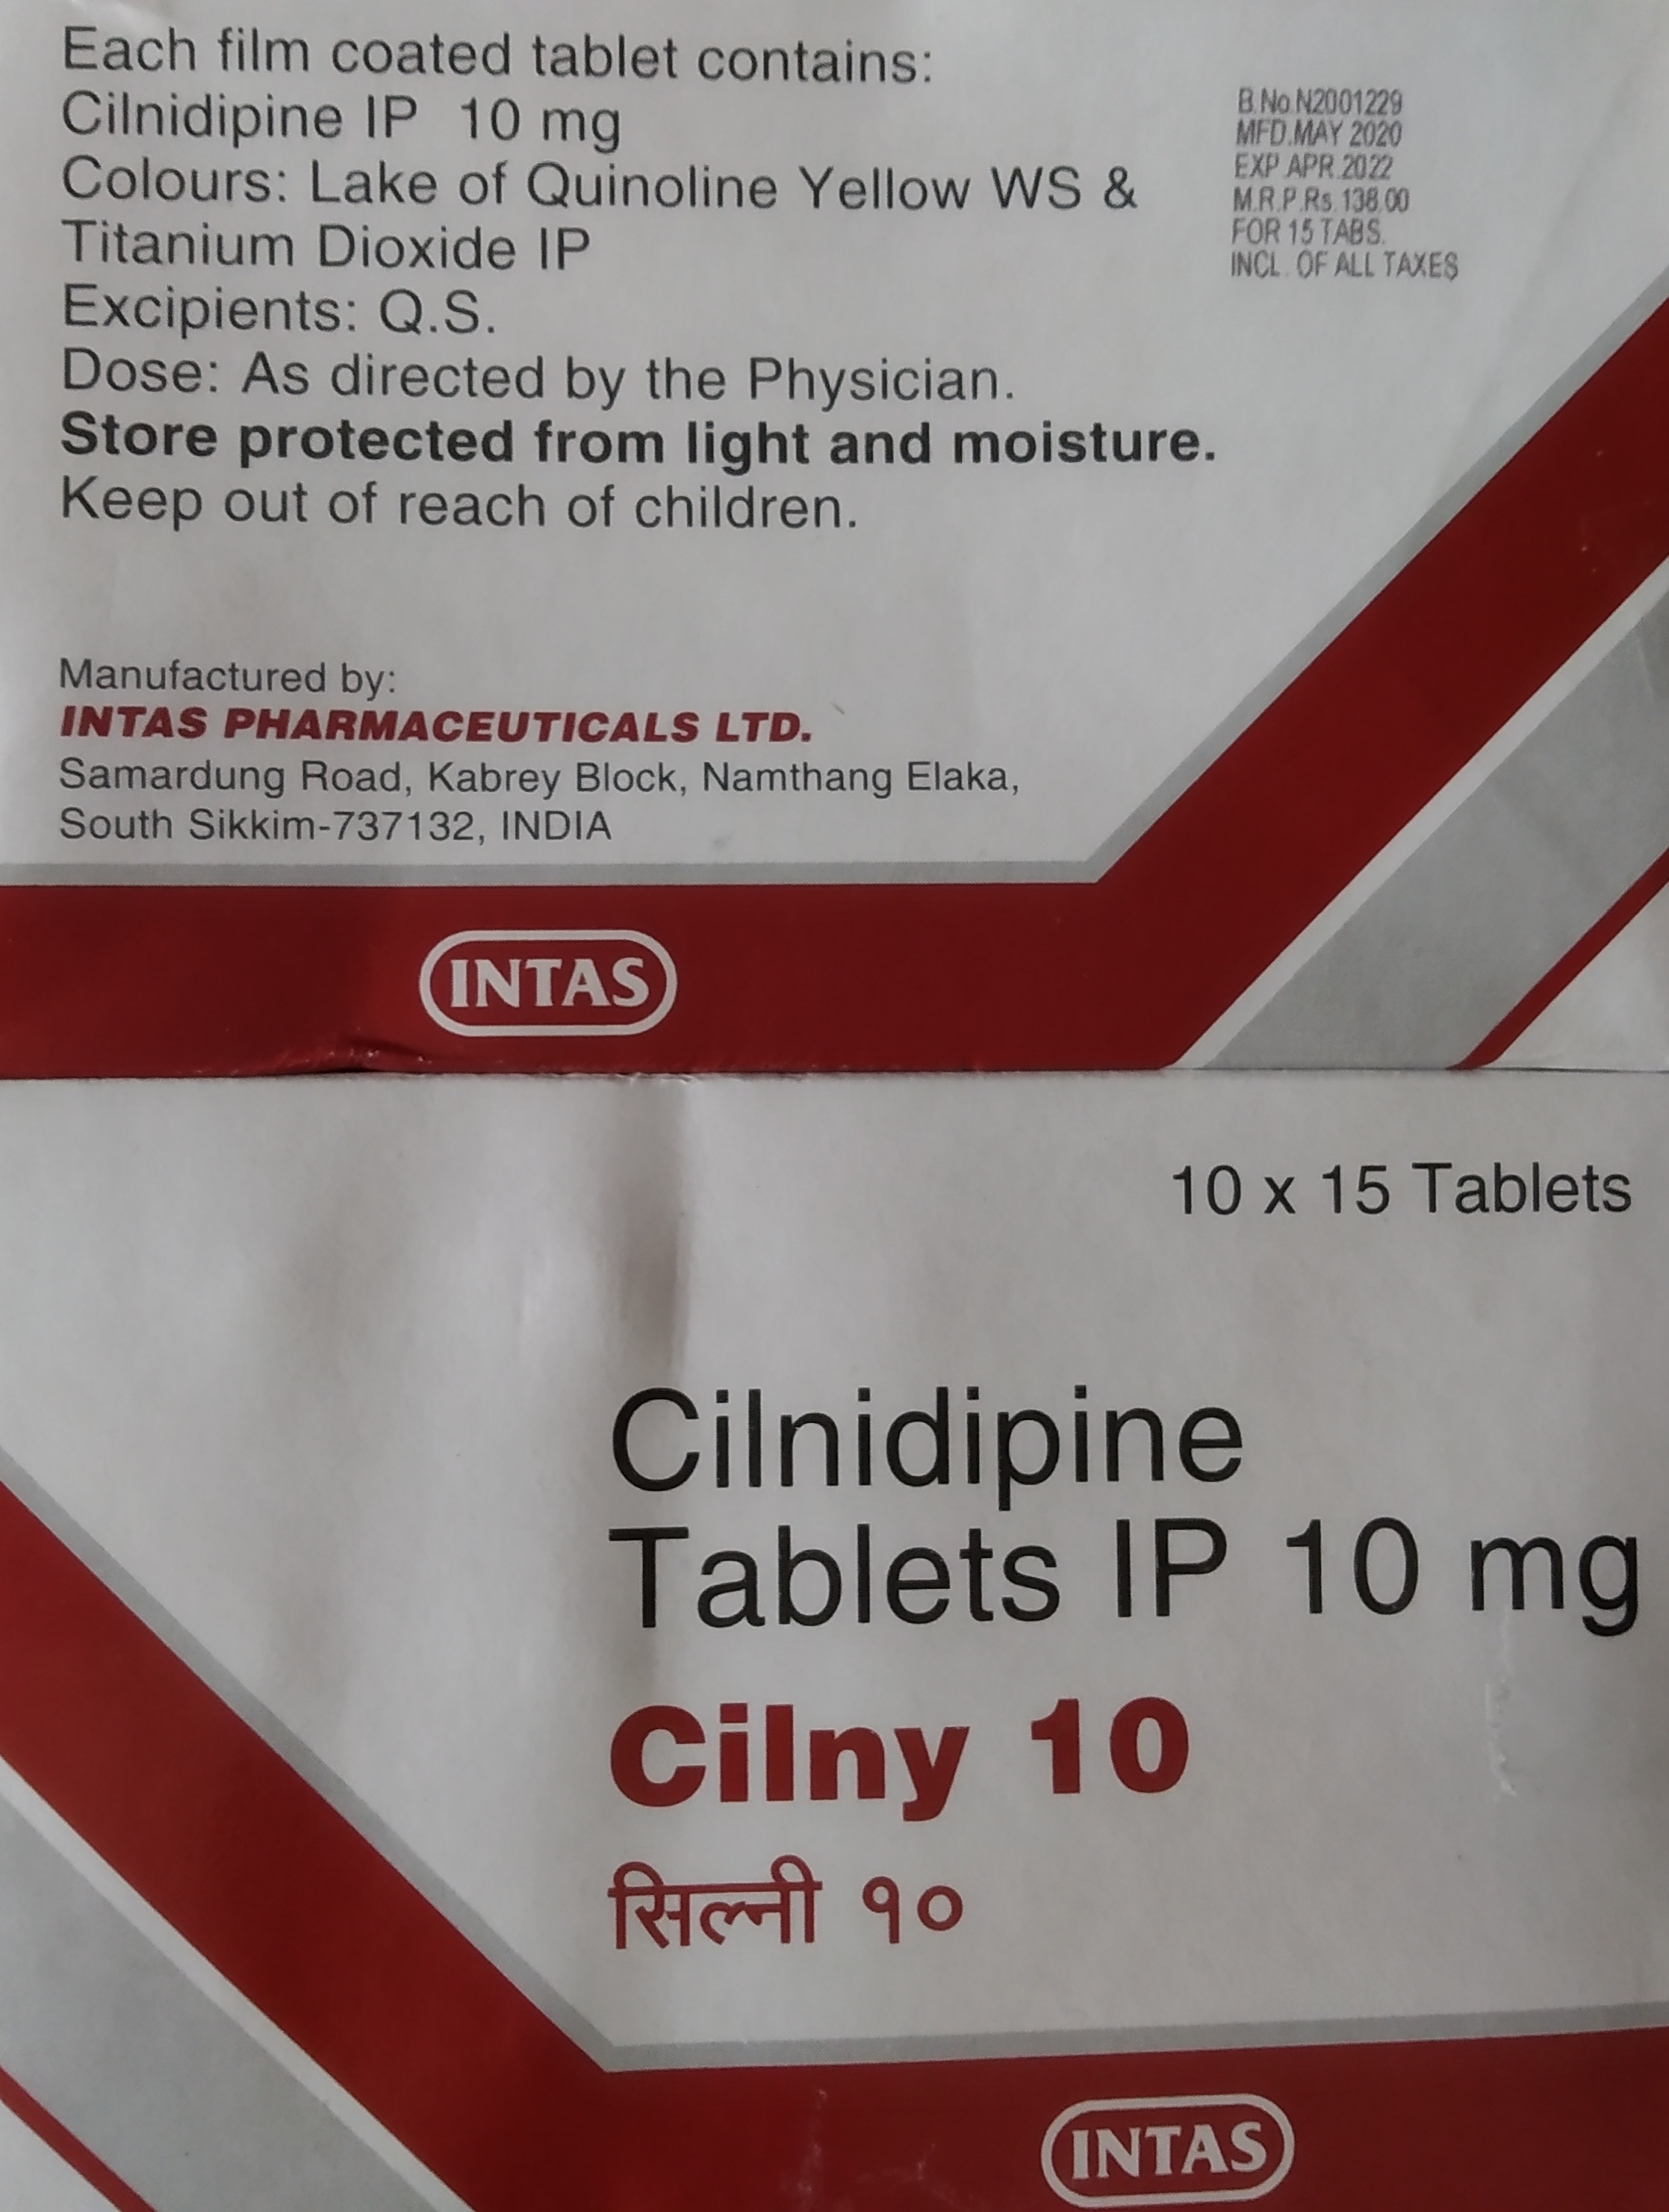 Each film coated tablet contains:
Cilnidipine IP 10 mg
Colours: Lake of Quinoline Yellow WS &
Titanium Dioxide IP
Excipients: Q.S.
Dose: As directed by the Physician.
Store protected from light and moisture.
Keep out of reach of children.
B.No.N2001229
MFD.MAY 2020
EXP.APR.2022
M.R.P.Rs.138.00
FOR 15 TABS.
INCL. OF ALL TAXES
Manufactured by:
INTAS PHARMACEUTICALS LTD.
Samardung Road, Kabrey Block, Namthang Elaka,
South Sikkim-737132, INDIA
INTAS
10 x 15 Tablets
Cilnidipine
Tablets IP 10 mg
Cilny 10
सिल्नी १०
INTAS